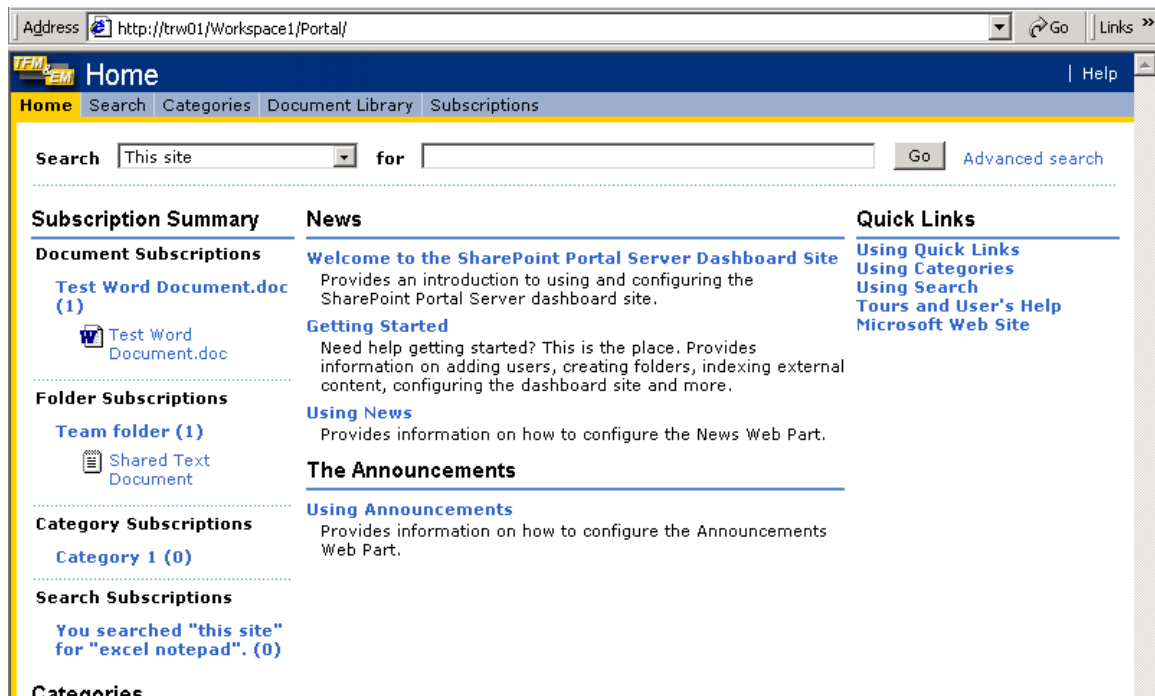 Address http://trw01/Workspace1/Portal/ Go Links »
TFM & EM Home | Help
Home Search Categories Document Library Subscriptions
Search This site for Go Advanced search
Subscription Summary
Document Subscriptions
Test Word Document.doc
(1)
Test Word
Document.doc
Folder Subscriptions
Team folder (1)
Shared Text
Document
Category Subscriptions
Category 1 (0)
Search Subscriptions
You searched "this site"
for "excel notepad". (0)
Categories
News
Welcome to the SharePoint Portal Server Dashboard Site
Provides an introduction to using and configuring the
SharePoint Portal Server dashboard site.
Getting Started
Need help getting started? This is the place. Provides
information on adding users, creating folders, indexing external
content, configuring the dashboard site and more.
Using News
Provides information on how to configure the News Web Part.
The Announcements
Using Announcements
Provides information on how to configure the Announcements
Web Part.
Quick Links
Using Quick Links
Using Categories
Using Search
Tours and User's Help
Microsoft Web Site